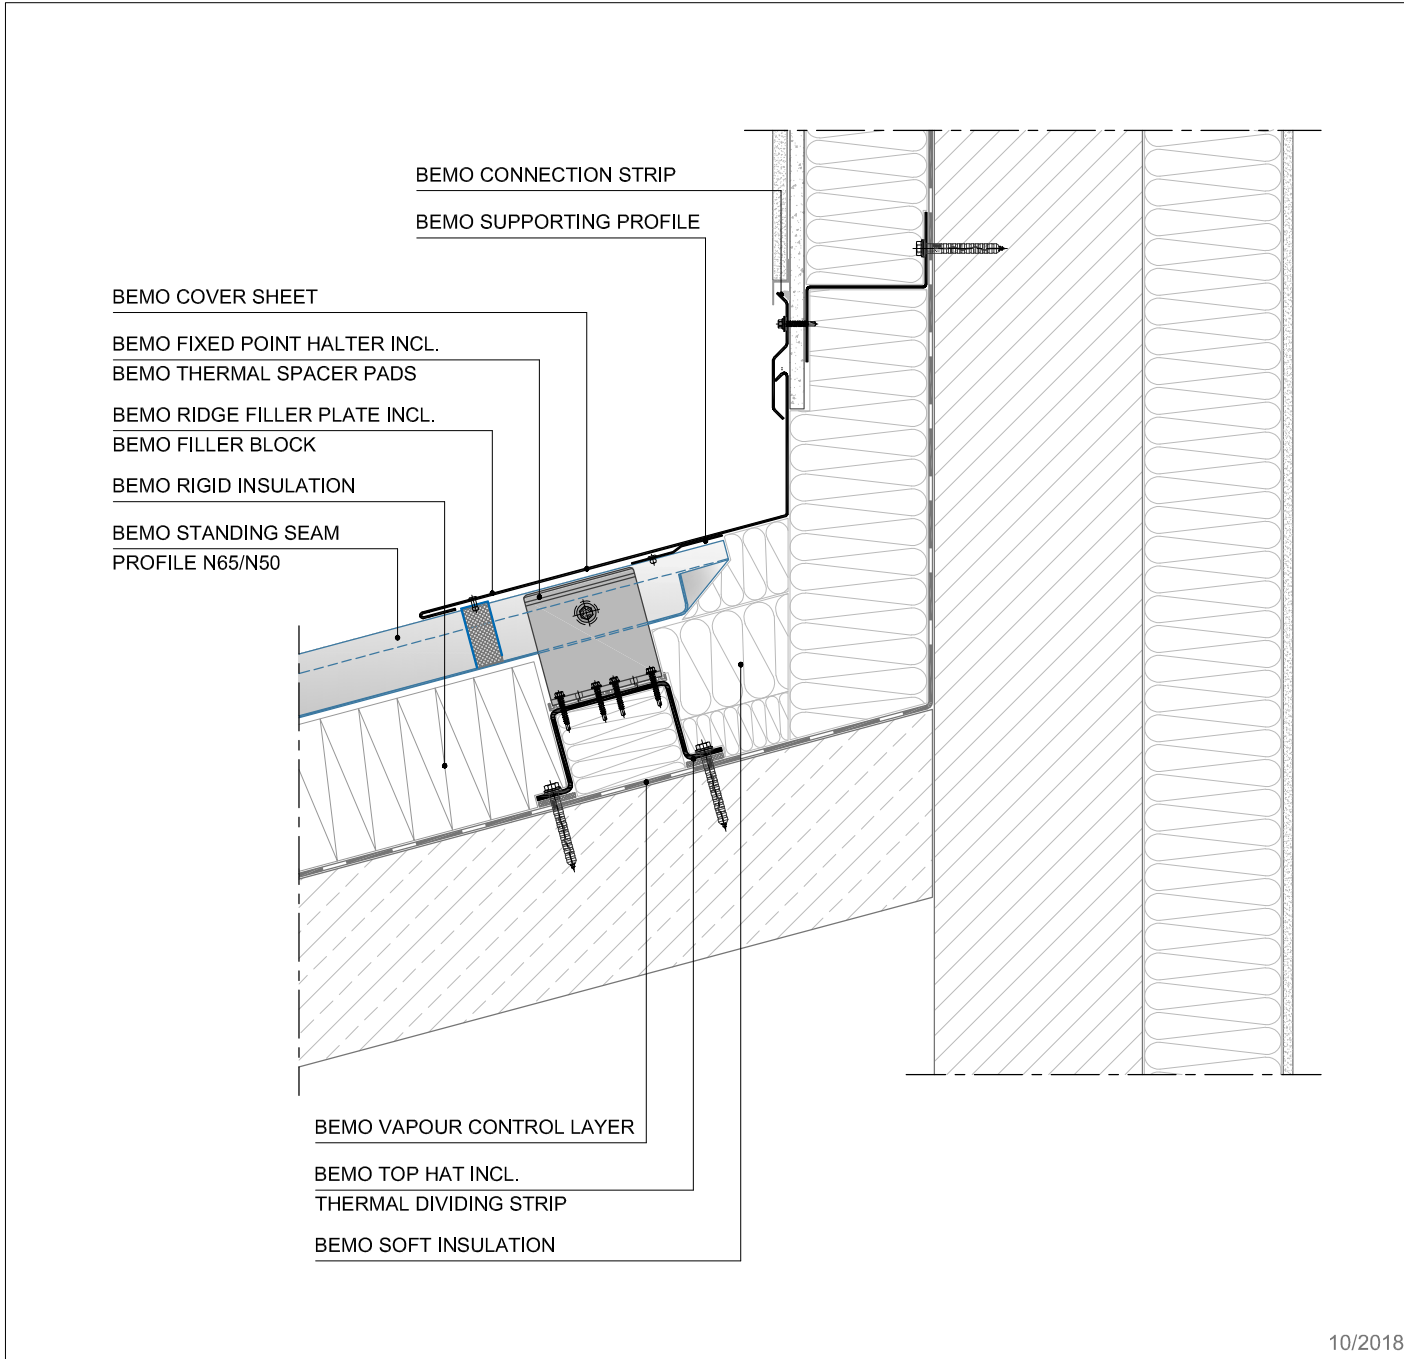 BEMO CONNECTION STRIP
BEMO SUPPORTING PROFILE
BEMO COVER SHEET
BEMO FIXED POINT HALTER INCL.
BEMO THERMAL SPACER PADS
BEMO RIDGE FILLER PLATE INCL.
BEMO FILLER BLOCK
BEMO RIGID INSULATION
BEMO STANDING SEAM
PROFILE N65/N50
BEMO VAPOUR CONTROL LAYER
BEMO TOP HAT INCL.
THERMAL DIVIDING STRIP
BEMO SOFT INSULATION
10/2018